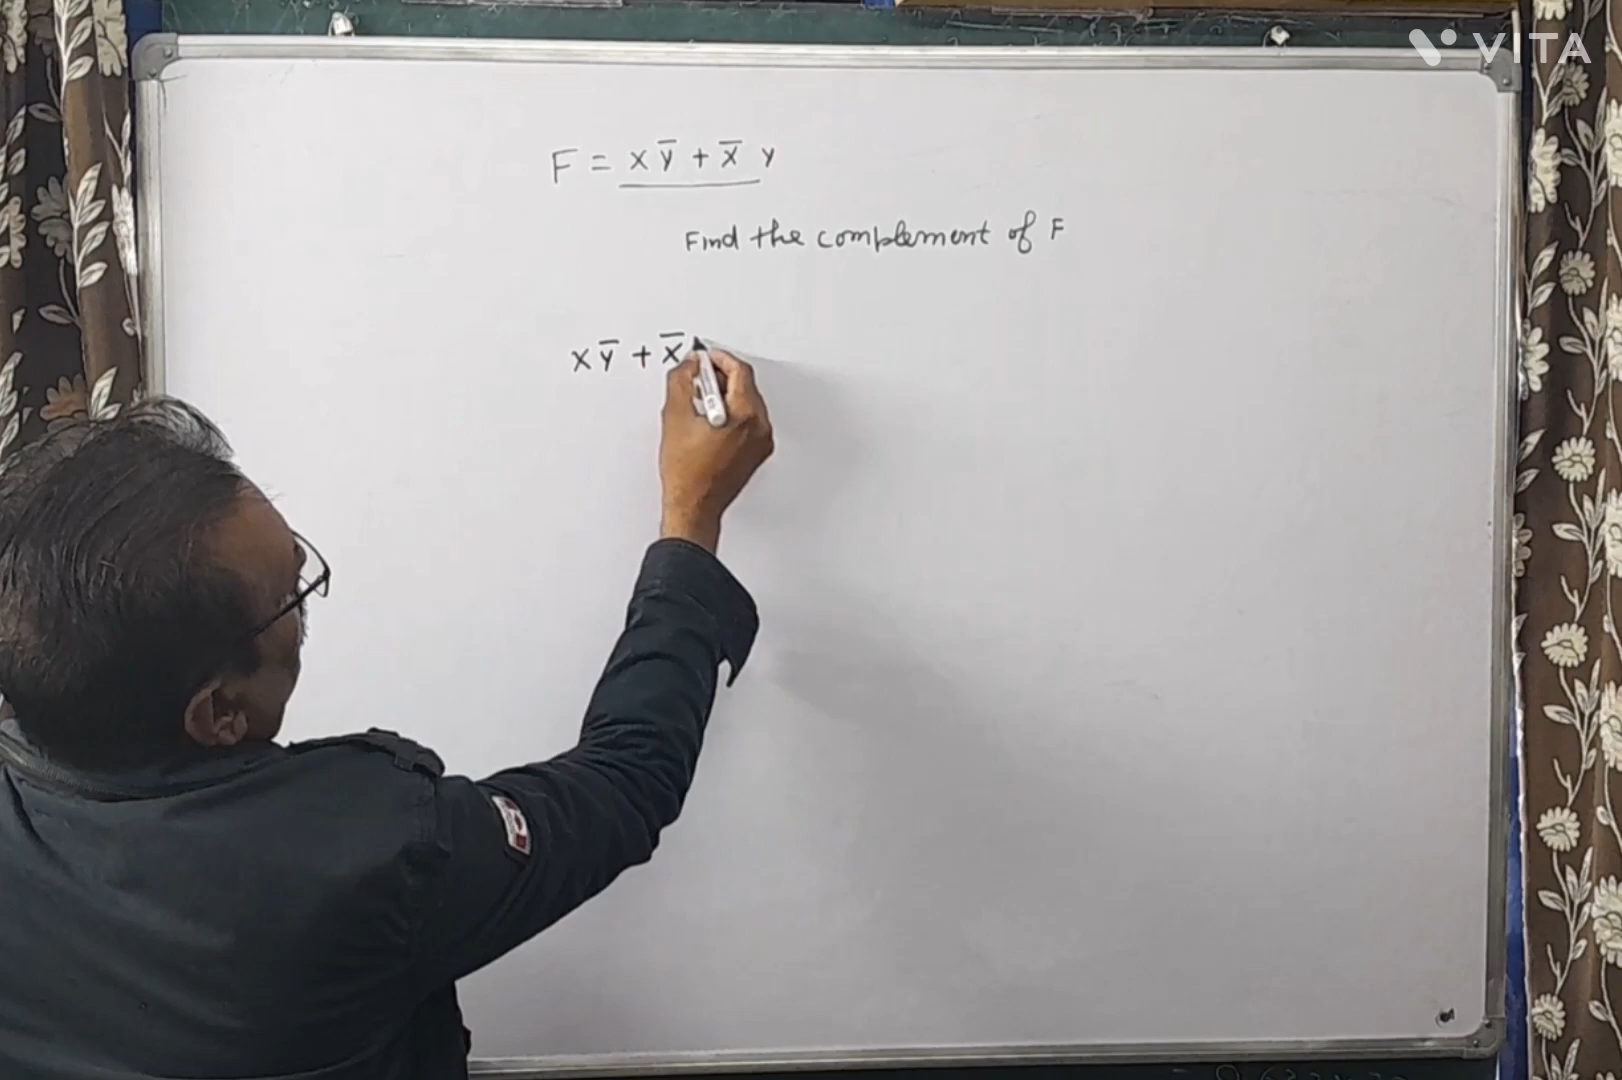 VITA
F = x y̅ + x̅ y
Find the complement of F
x y̅ + x̅